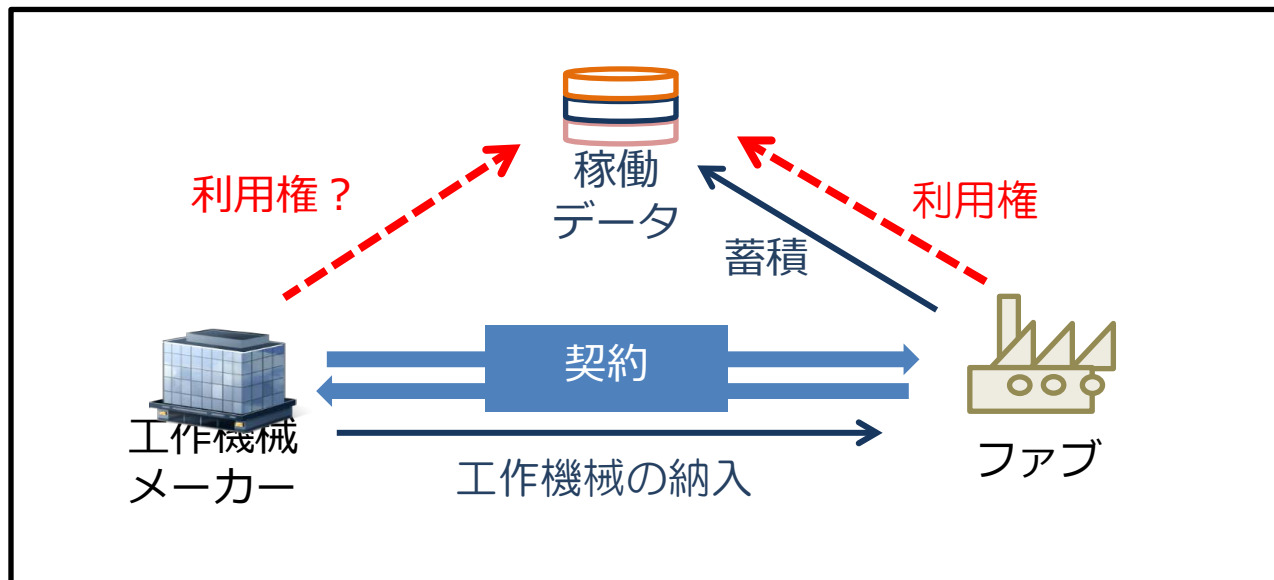 稼働
データ
利用権？
利用権
蓄積
契約
工作機械
メーカー
工作機械の納入
ファブ